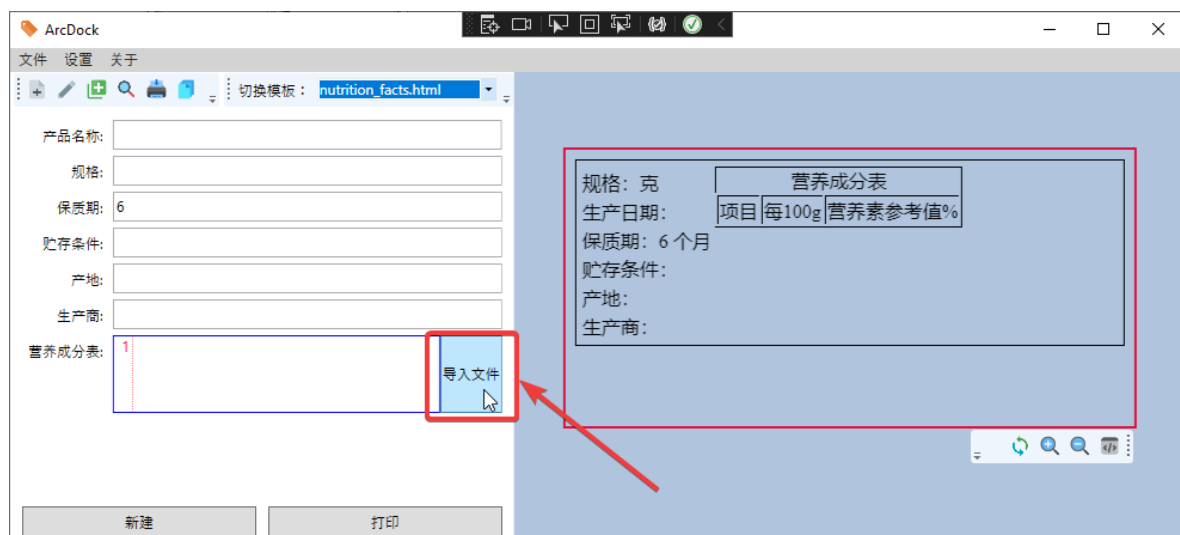 ArcDock
文件 设置 关于
切换模板： nutrition_facts.html
产品名称:
规格:
保质期: 6
贮存条件:
产地:
生产商:
营养成分表: 1
导入文件
新建 打印
规格：克
生产日期：
保质期：6 个月
贮存条件：
产地：
生产商：
营养成分表
项目 每100g 营养素参考值%